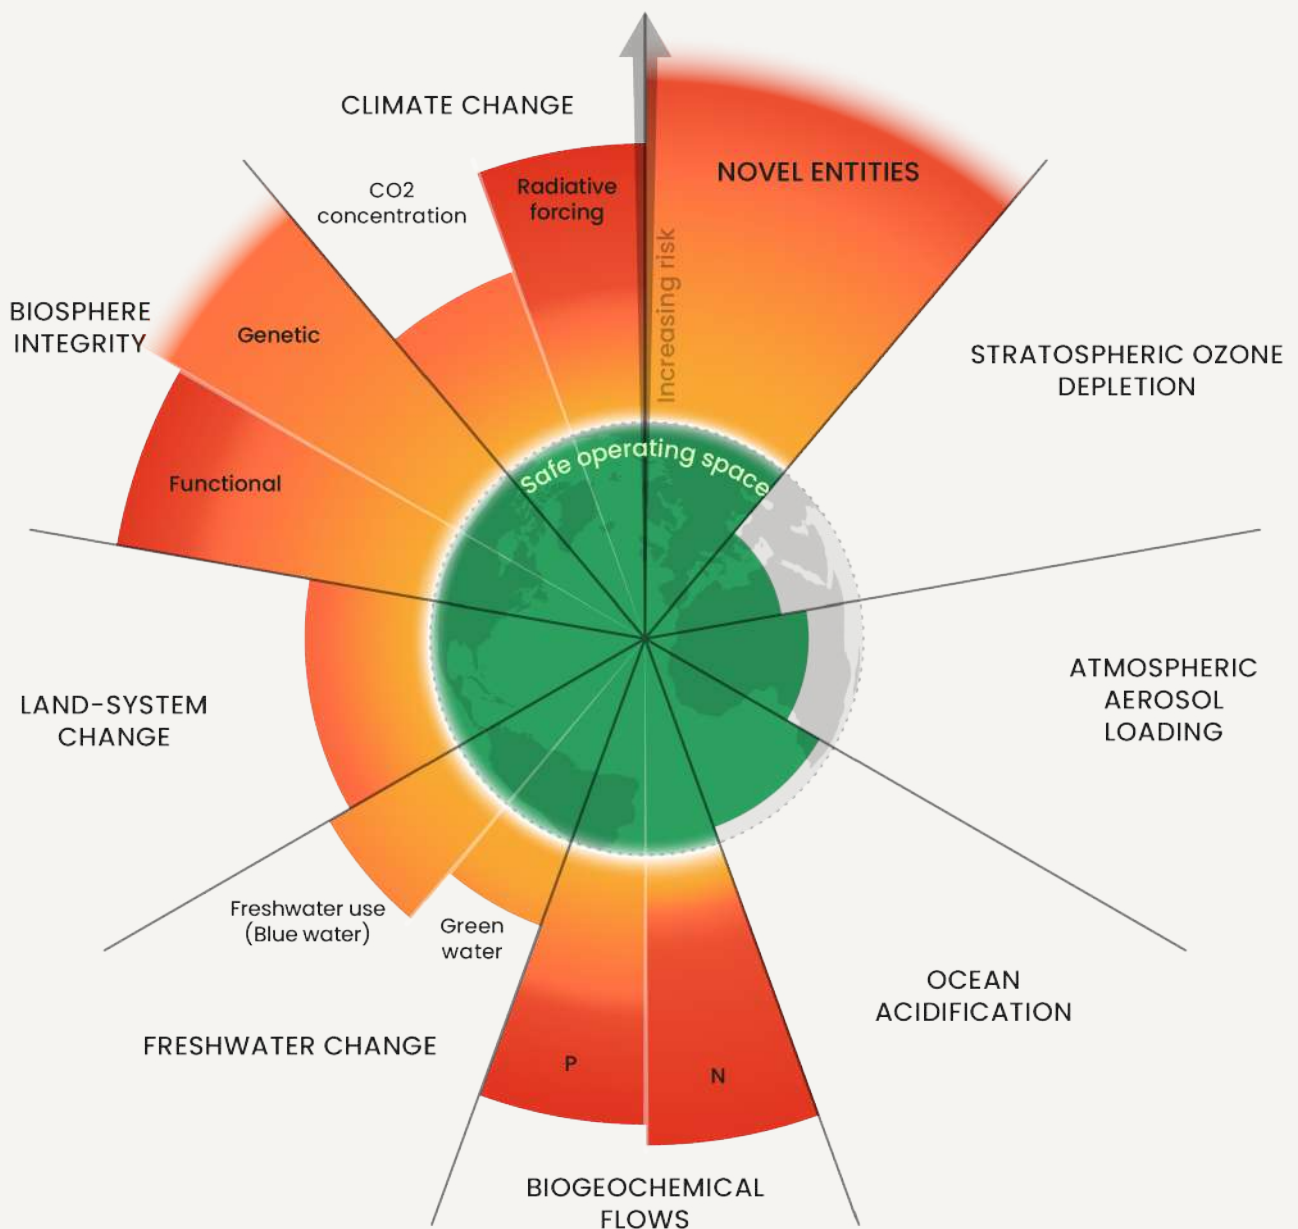 CLIMATE CHANGE
CO2
concentration
Radiative
forcing
NOVEL ENTITIES
Increasing risk
BIOSPHERE
INTEGRITY
Genetic
Functional
STRATOSPHERIC OZONE
DEPLETION
Safe operating space
LAND-SYSTEM
CHANGE
ATMOSPHERIC
AEROSOL
LOADING
Freshwater use
(Blue water)
Green
water
FRESHWATER CHANGE
P
N
OCEAN
ACIDIFICATION
BIOGEOCHEMICAL
FLOWS